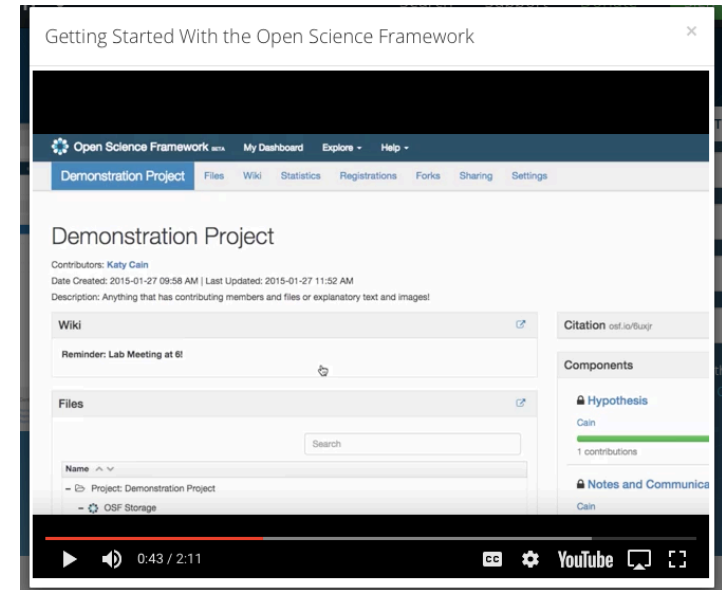 Getting Started With the Open Science Framework ×
Open Science Framework BETA My Dashboard Explore Help
Demonstration Project Files Wiki Statistics Registrations Forks Sharing Settings
Demonstration Project
Contributors: Katy Cain
Date Created: 2015-01-27 09:58 AM | Last Updated: 2015-01-27 11:52 AM
Description: Anything that has contributing members and files or explanatory text and images!
Wiki
Reminder: Lab Meeting at 6!
Files
Search
Name
Project: Demonstration Project
OSF Storage
Citation
Components
Hypothesis
Cain
1 contributions
Notes and Communica
Cain
0:43 / 2:11
CC
YouTube